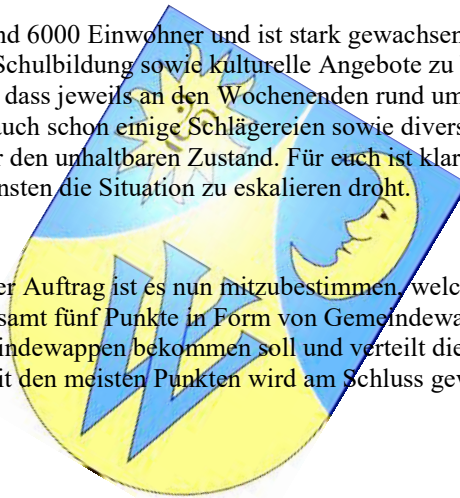 nd 6000 Einwohner und ist stark gewachsen
Schulbildung sowie kulturelle Angebote zu
dass jeweils an den Wochenenden rund um
auch schon einige Schlägereien sowie divers
r den unhaltbaren Zustand. Für euch ist klar
nsten die Situation zu eskalieren droht.
er Auftrag ist es nun mitzubestimmen, welc
samt fünf Punkte in Form von Gemeindewa
indewappen bekommen soll und verteilt die
it den meisten Punkten wird am Schluss gew
W